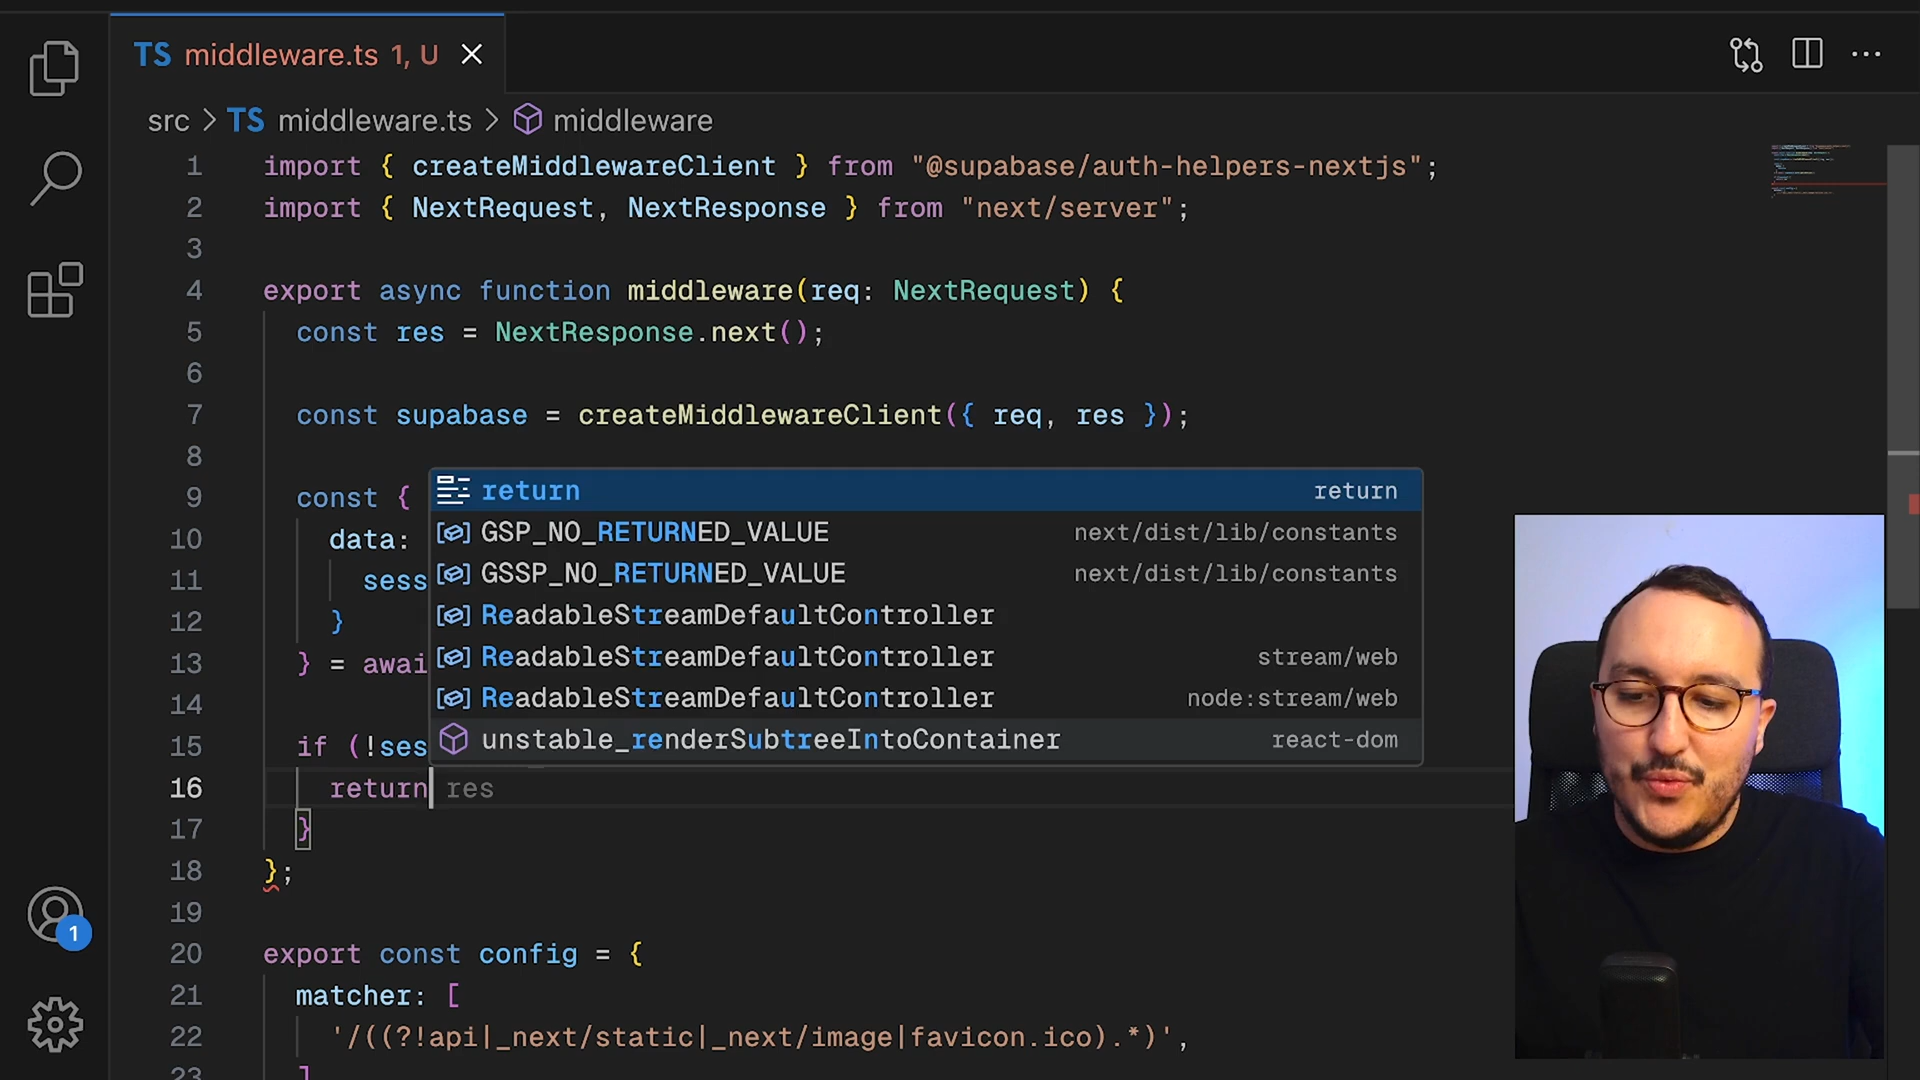 TS middleware.ts 1, U
src > TS middleware.ts > middleware
1 import { createMiddlewareClient } from "@supabase/auth-helpers-nextjs";
2 import { NextRequest, NextResponse } from "next/server";
3
4 export async function middleware(req: NextRequest) {
5 const res = NextResponse.next();
6
7 const supabase = createMiddlewareClient({ req, res });
8
9 const {
return return
GSP_NO_RETURNED_VALUE next/dist/lib/constants
10 data:
GSSP_NO_RETURNED_VALUE next/dist/lib/constants
11 sess
ReadableStreamDefaultController
12 }
ReadableStreamDefaultController stream/web
13 } = awai
ReadableStreamDefaultController node:stream/web
14
unstable_renderSubtreeIntoContainer react-dom
15 if (!ses
16 return res
17 }
18 };
19
20 export const config = {
21 matcher: [
22 '/((?!api|_next/static|_next/image|favicon.ico).*)',
23 ]
1